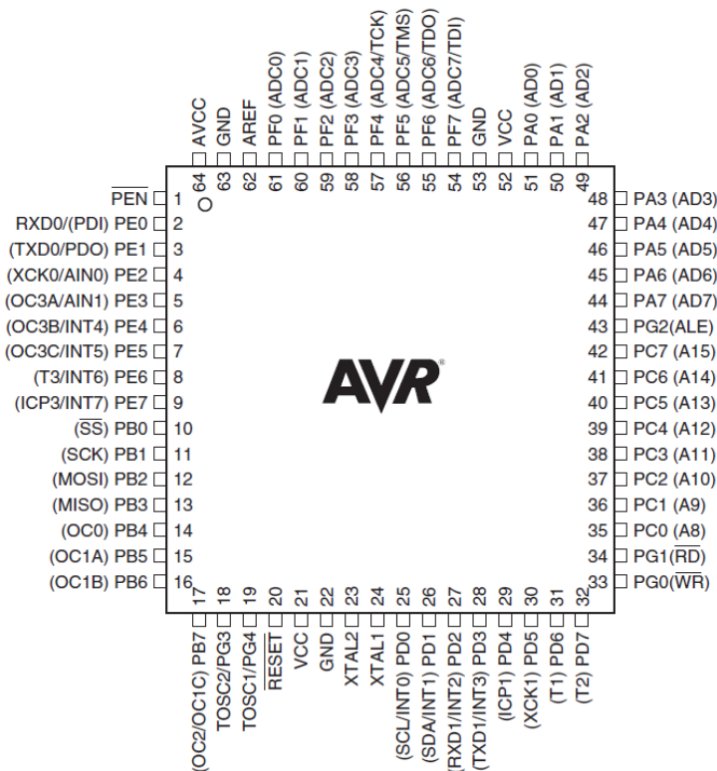 AVCC
GND
AREF
PF0 (ADC0)
PF1 (ADC1)
PF2 (ADC2)
PF3 (ADC3)
PF4 (ADC4/TCK)
PF5 (ADC5/TMS)
PF6 (ADC6/TDO)
PF7 (ADC7/TDI)
GND
VCC
PA0 (AD0)
PA1 (AD1)
PA2 (AD2)
64
63
62
61
60
59
58
57
56
55
54
53
52
51
50
49
PEN 1
RXD0/(PDI) PE0 2
(TXD0/PDO) PE1 3
(XCK0/AIN0) PE2 4
(OC3A/AIN1) PE3 5
(OC3B/INT4) PE4 6
(OC3C/INT5) PE5 7
(T3/INT6) PE6 8
(ICP3/INT7) PE7 9
(SS) PB0 10
(SCK) PB1 11
(MOSI) PB2 12
(MISO) PB3 13
(OC0) PB4 14
(OC1A) PB5 15
(OC1B) PB6 16
AVR®
48 PA3 (AD3)
47 PA4 (AD4)
46 PA5 (AD5)
45 PA6 (AD6)
44 PA7 (AD7)
43 PG2(ALE)
42 PC7 (A15)
41 PC6 (A14)
40 PC5 (A13)
39 PC4 (A12)
38 PC3 (A11)
37 PC2 (A10)
36 PC1 (A9)
35 PC0 (A8)
34 PG1(RD)
33 PG0(WR)
17
18
19
20
21
22
23
24
25
26
27
28
29
30
31
32
(OC2/OC1C) PB7
TOSC2/PG3
TOSC1/PG4
RESET
VCC
GND
XTAL2
XTAL1
(SCL/INT0) PD0
(SDA/INT1) PD1
(RXD1/INT2) PD2
(TXD1/INT3) PD3
(ICP1) PD4
(XCK1) PD5
(T1) PD6
(T2) PD7